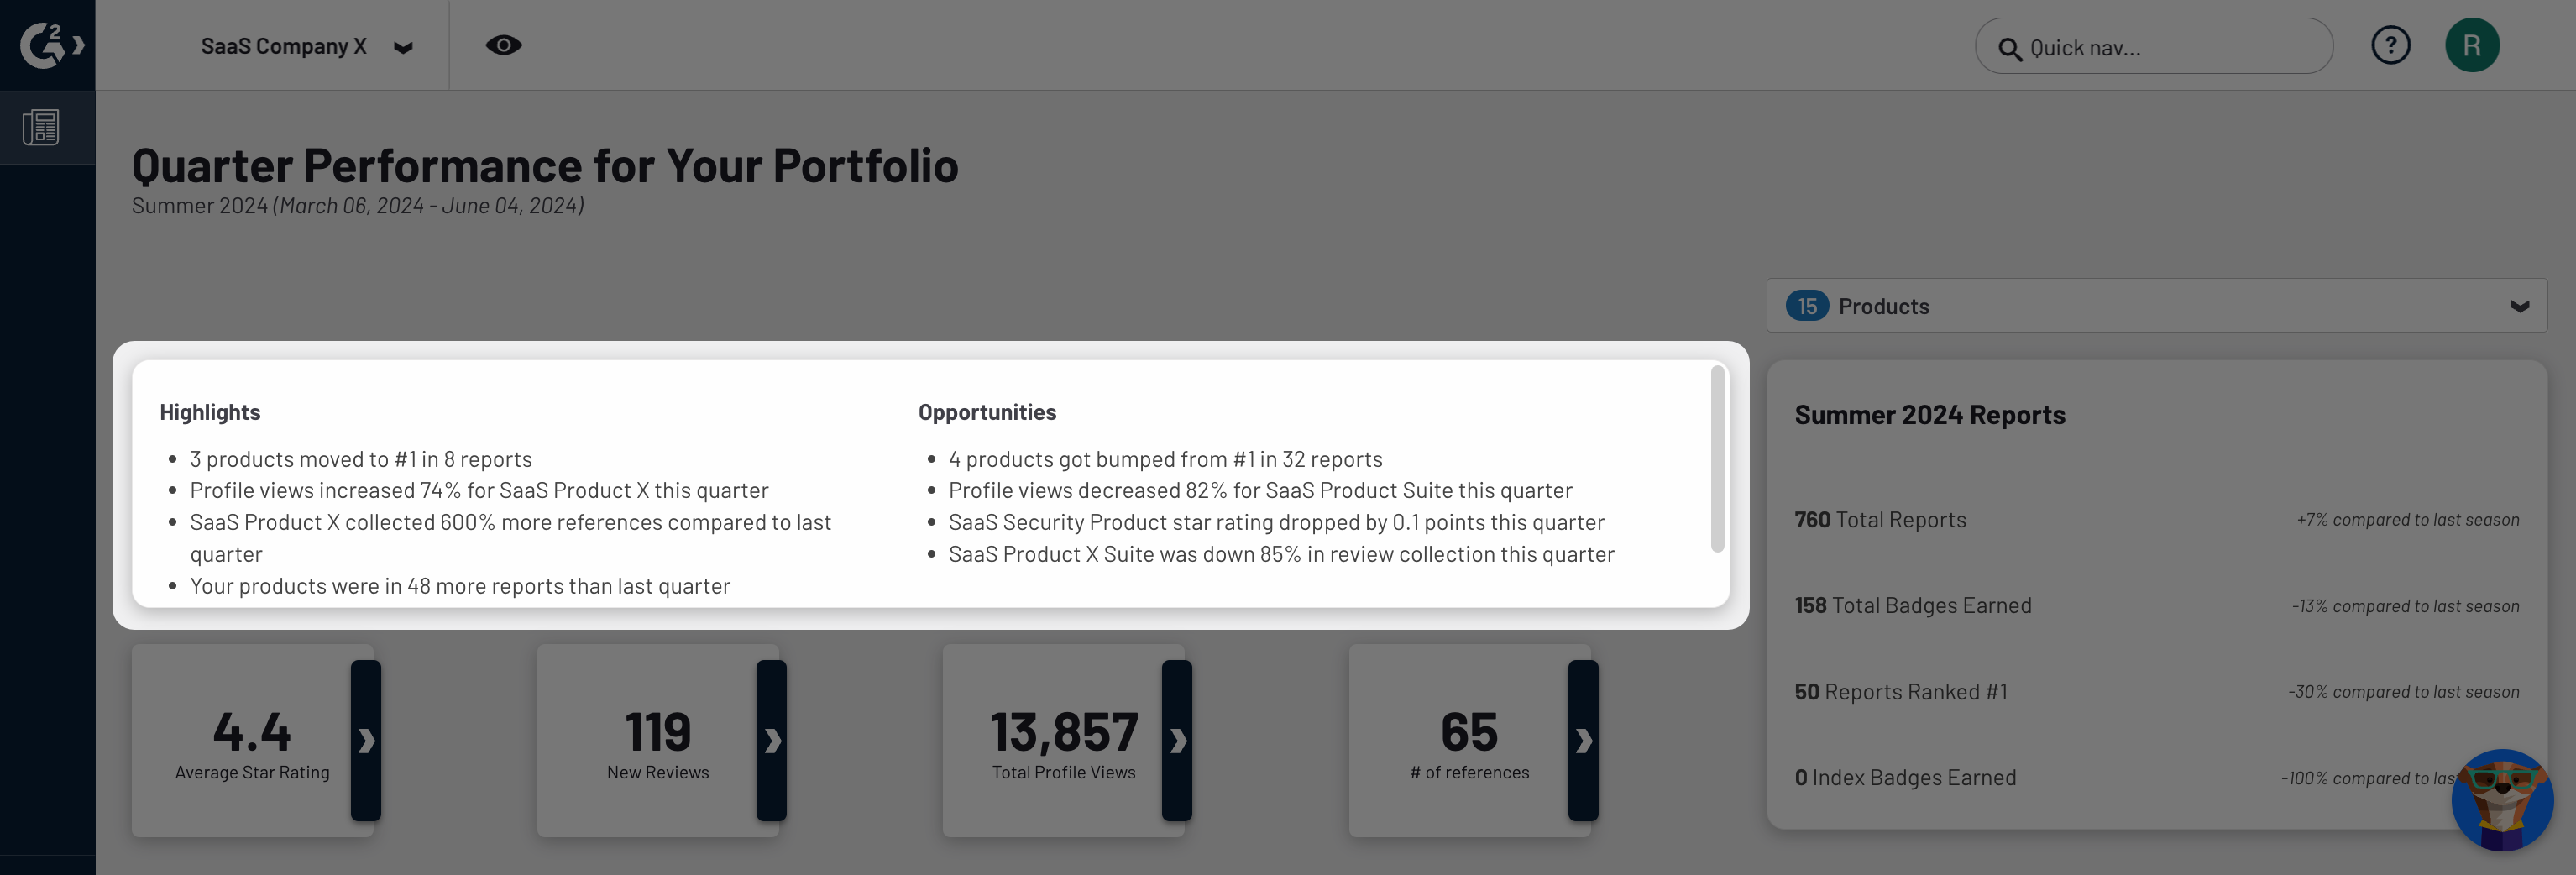 G2
SaaS Company X
Quick nav...
?
R
Quarter Performance for Your Portfolio
Summer 2024 (March 06, 2024 - June 04, 2024)
15 Products
Highlights
3 products moved to #1 in 8 reports
Profile views increased 74% for SaaS Product X this quarter
SaaS Product X collected 600% more references compared to last
quarter
Your products were in 48 more reports than last quarter
Opportunities
4 products got bumped from #1 in 32 reports
Profile views decreased 82% for SaaS Product Suite this quarter
SaaS Security Product star rating dropped by 0.1 points this quarter
SaaS Product X Suite was down 85% in review collection this quarter
Summer 2024 Reports
760 Total Reports +7% compared to last season
158 Total Badges Earned -13% compared to last season
50 Reports Ranked #1 -30% compared to last season
0 Index Badges Earned -100% compared to las
4.4
Average Star Rating
119
New Reviews
13,857
Total Profile Views
65
# of references